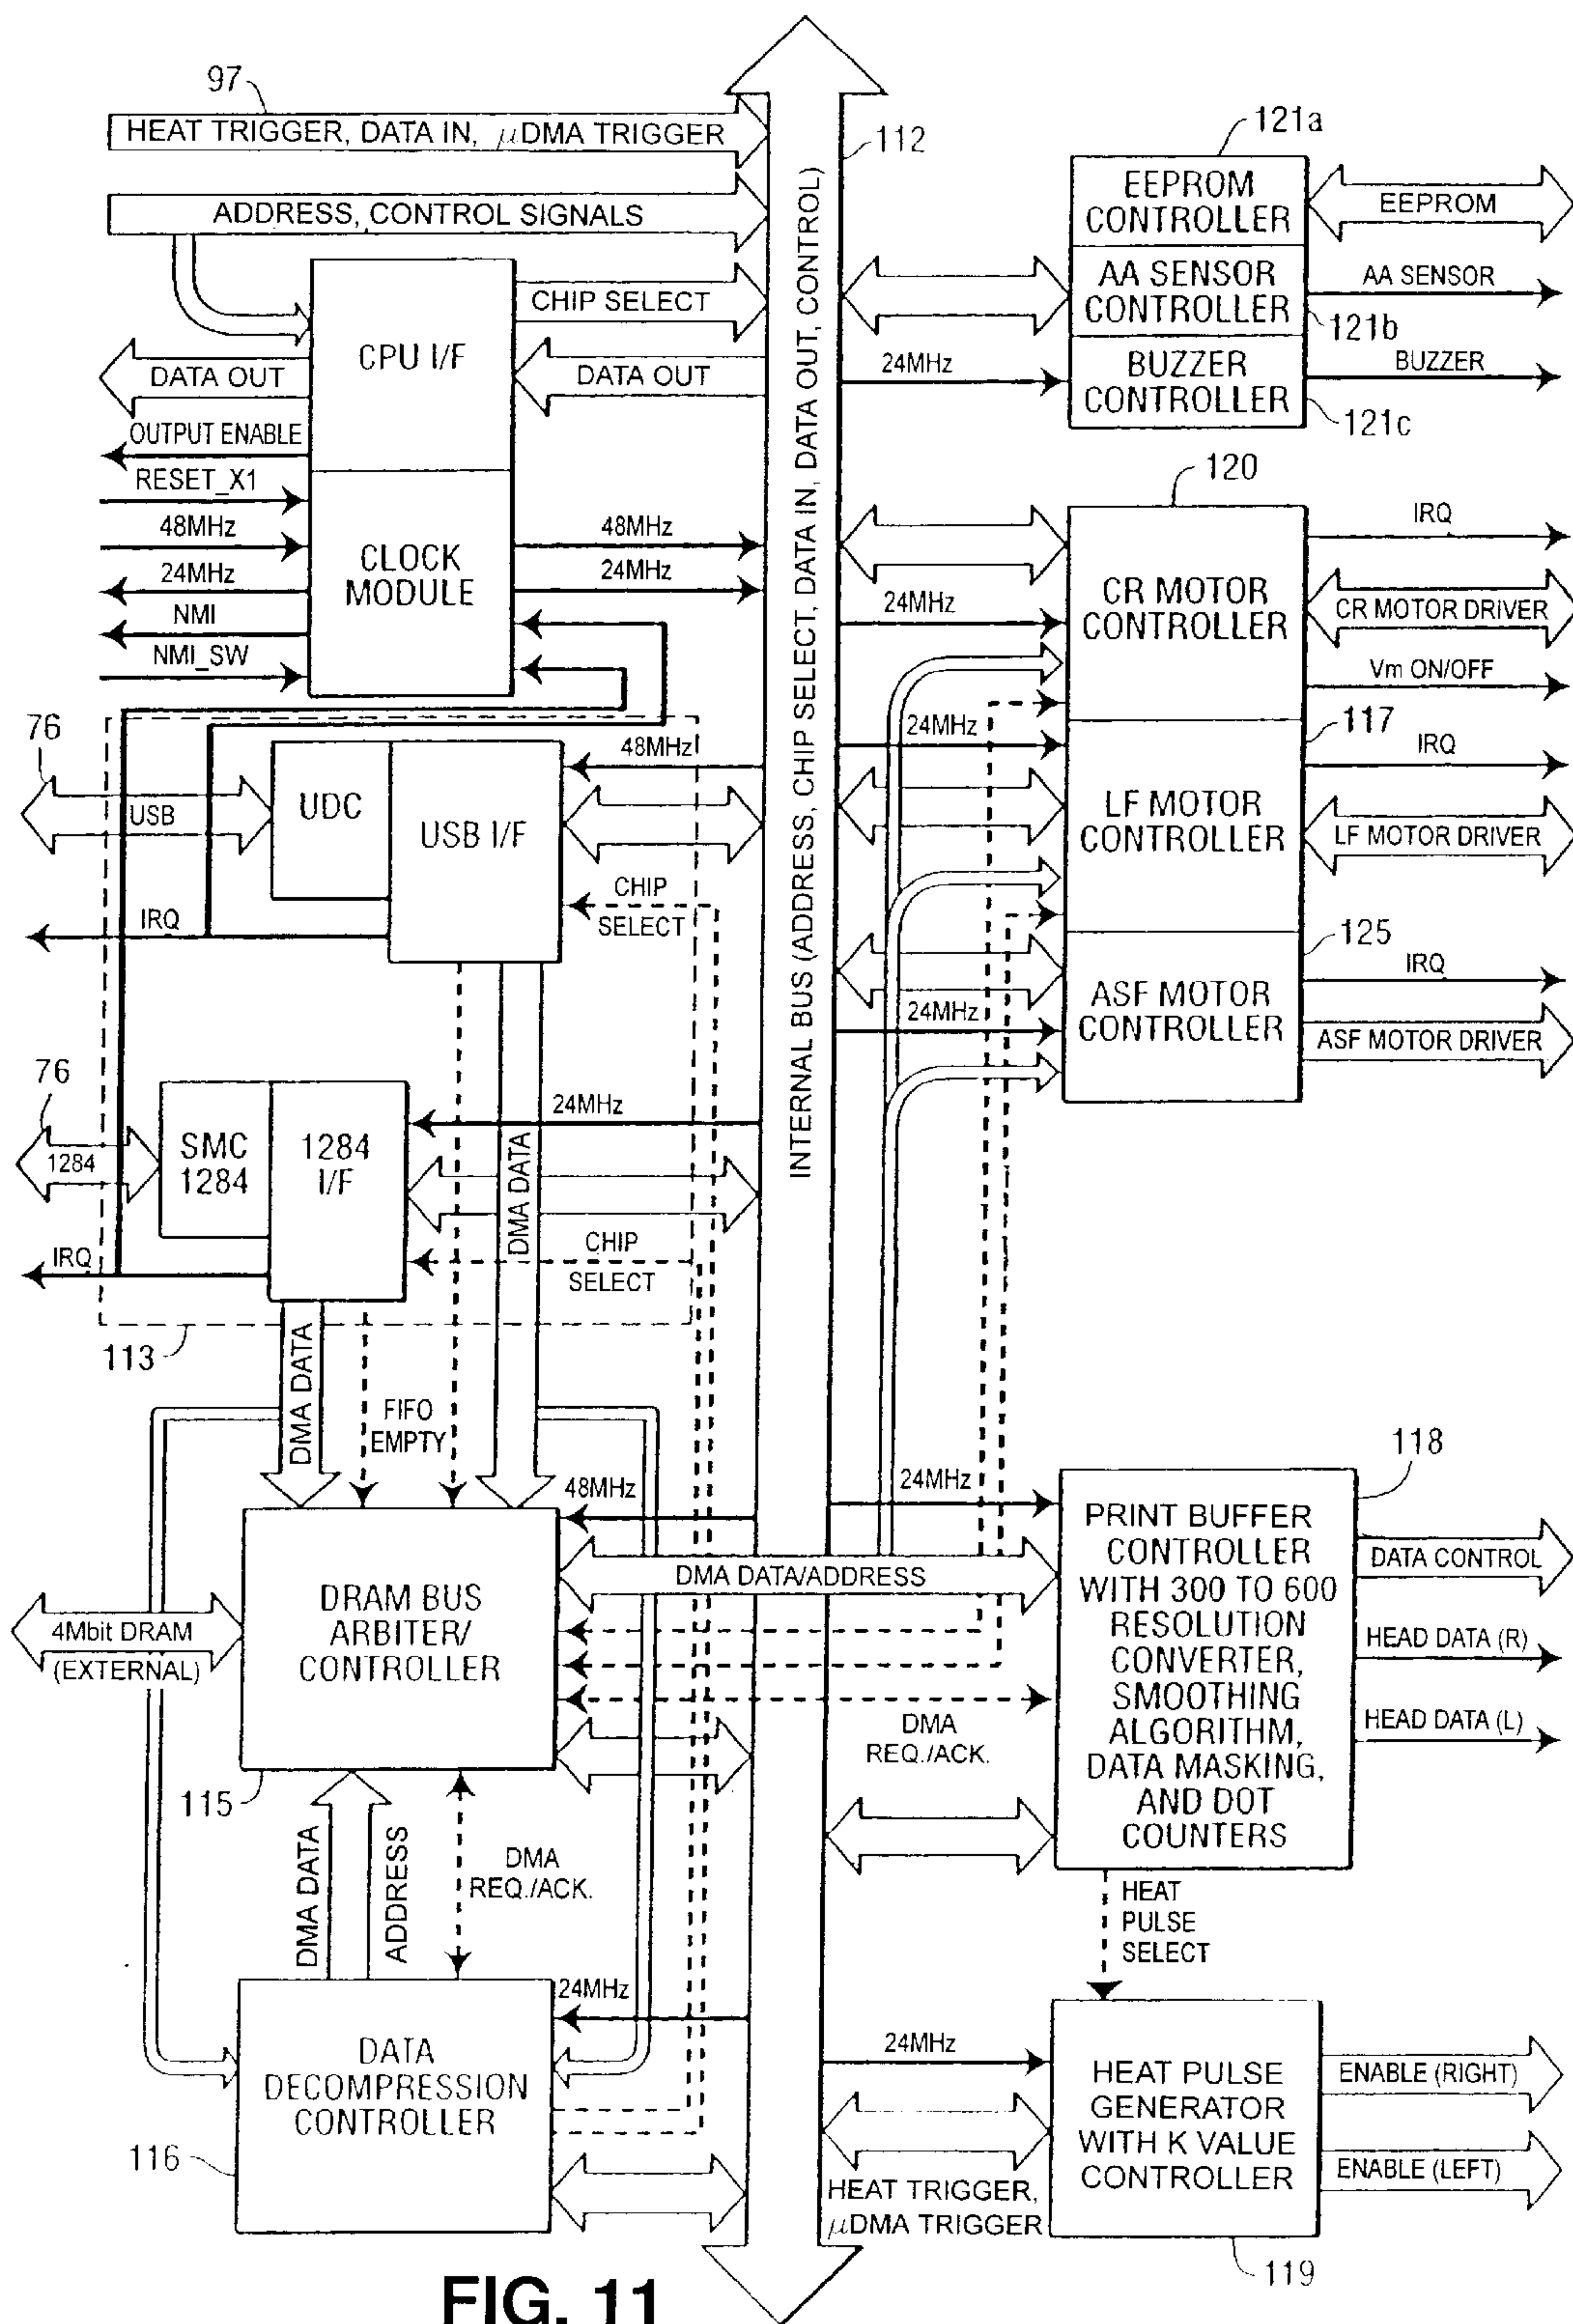 97
HEAT TRIGGER, DATA IN, μDMA TRIGGER
ADDRESS, CONTROL SIGNALS
CPU I/F
CHIP SELECT
DATA OUT
DATA OUT
OUTPUT ENABLE
RESET_X1
48MHz
24MHz
NMI
NMI_SW
CLOCK
MODULE
48MHz
24MHz
INTERNAL BUS (ADDRESS, CHIP SELECT, DATA IN, DATA OUT, CONTROL)
112
121a
EEPROM
CONTROLLER
EEPROM
AA SENSOR
CONTROLLER
AA SENSOR
121b
24MHz
BUZZER
CONTROLLER
BUZZER
121c
120
CR MOTOR
CONTROLLER
24MHz
IRQ
CR MOTOR DRIVER
Vm ON/OFF
117
24MHz
LF MOTOR
CONTROLLER
IRQ
LF MOTOR DRIVER
125
ASF MOTOR
CONTROLLER
24MHz
IRQ
ASF MOTOR DRIVER
76
USB
UDC
USB I/F
48MHz
CHIP
SELECT
IRQ
76
1284
SMC
1284
1284
I/F
24MHz
CHIP
SELECT
IRQ
113
DMA DATA
DMA DATA
FIFO
EMPTY
48MHz
DRAM BUS
ARBITER/
CONTROLLER
4Mbit DRAM
(EXTERNAL)
115
DMA DATA/ADDRESS
DMA
REQ./ACK.
24MHz
118
PRINT BUFFER
CONTROLLER
WITH 300 TO 600
RESOLUTION
CONVERTER,
SMOOTHING
ALGORITHM,
DATA MASKING,
AND DOT
COUNTERS
DATA CONTROL
HEAD DATA (R)
HEAD DATA (L)
DMA DATA
ADDRESS
DMA
REQ./ACK.
24MHz
DATA
DECOMPRESSION
CONTROLLER
116
HEAT
PULSE
SELECT
24MHz
HEAT PULSE
GENERATOR
WITH K VALUE
CONTROLLER
ENABLE (RIGHT)
ENABLE (LEFT)
HEAT TRIGGER,
μDMA TRIGGER
119
FIG. 11